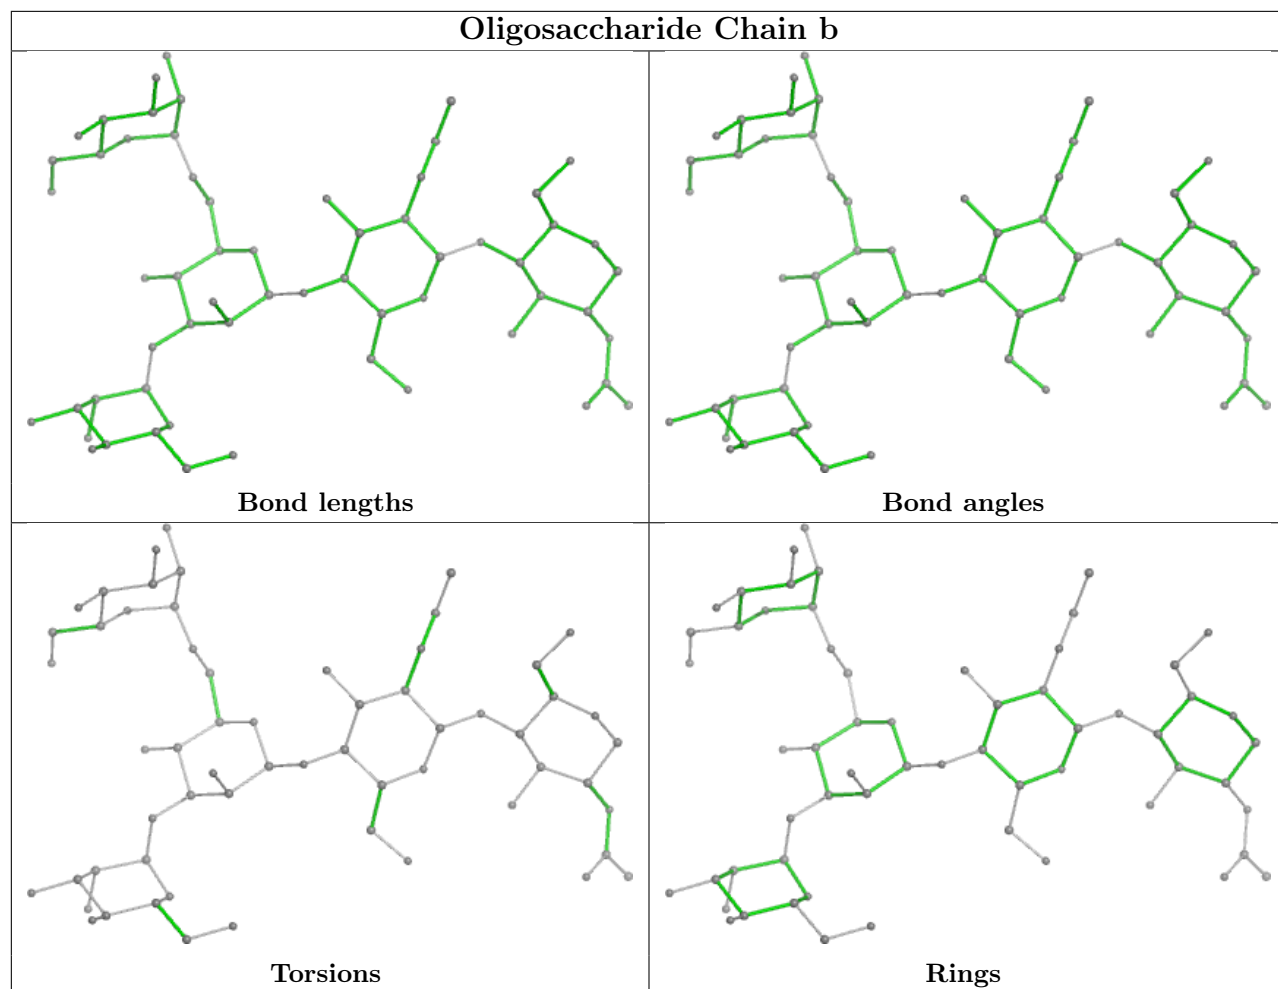 Oligosaccharide Chain b
Bond lengths
Bond angles
Torsions
Rings